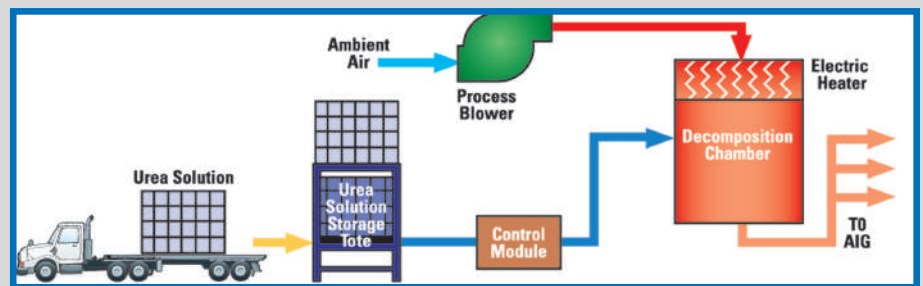 Ambient
Air
Process
Blower
Electric
Heater
Decomposition
Chamber
Urea Solution
Urea
Solution
Storage
Tote
Control
Module
TO
AIG